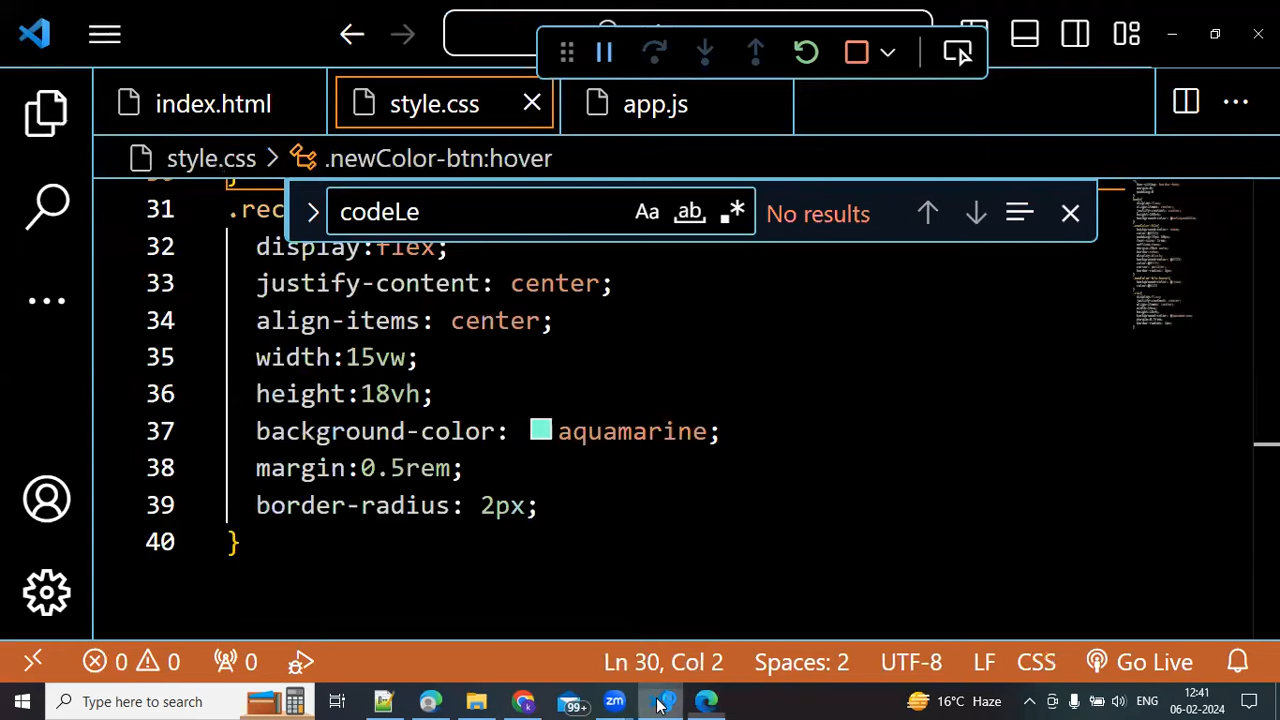 index.html
style.css
app.js
style.css > .newColor-btn:hover
codeLe
Aa
ab
No results
31 .rec
32 display:flex;
33 justify-content: center;
34 align-items: center;
35 width:15vw;
36 height:18vh;
37 background-color: aquamarine;
38 margin:0.5rem;
39 border-radius: 2px;
40 }
0 0 0 Ln 30, Col 2 Spaces: 2 UTF-8 LF CSS Go Live
Type here to search
99+
zm
16°C Haze
ENG
12:41
06-02-2024